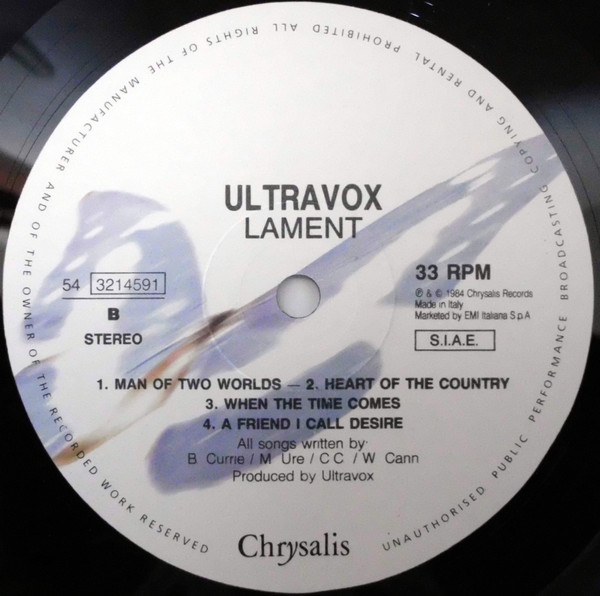 ALL RIGHTS OF THE MANUFACTURER AND OF THE OWNER OF THE RECORDED WORK RESERVED
UNAUTHORISED PUBLIC PERFORMANCE BROADCASTING COPYING AND RENTAL PROHIBITED
ULTRAVOX
LAMENT
54 3214591
B
STEREO
33 RPM
℗ & © 1984 Chrysalis Records
Made in Italy
Marketed by EMI Italiana S.p.A
S.I.A.E.
1. MAN OF TWO WORLDS — 2. HEART OF THE COUNTRY
3. WHEN THE TIME COMES
4. A FRIEND I CALL DESIRE
All songs written by
B Currie / M Ure / C C / W Cann
Produced by Ultravox
Chrysalis